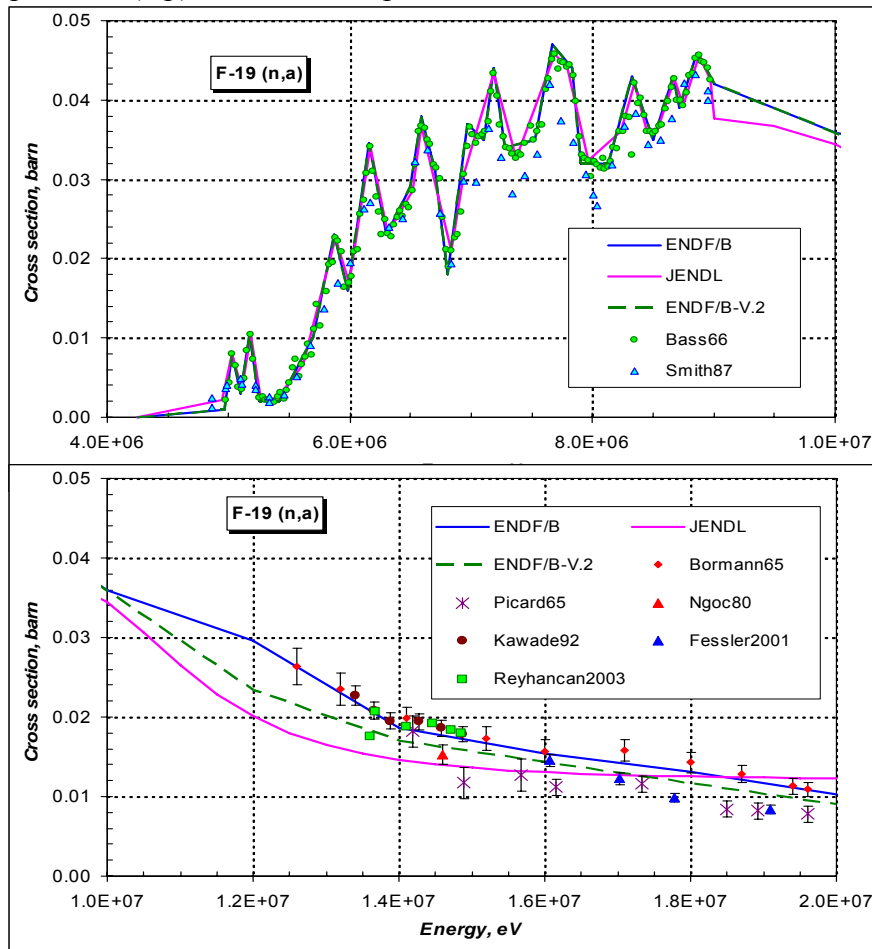 0.05
F-19 (n,a)
0.04
Cross section, barn
0.03
0.02
ENDF/B
JENDL
ENDF/B-V.2
Bass66
Smith87
0.01
0.00
4.0E+06 6.0E+06 8.0E+06 1.0E+07
0.05
F-19 (n,a)
ENDF/B JENDL
ENDF/B-V.2 Bormann65
Picard65 Ngoc80
Kawade92 Fessler2001
Reyhancan2003
0.04
Cross section, barn
0.03
0.02
0.01
0.00
1.0E+07 1.2E+07 1.4E+07 1.6E+07 1.8E+07 2.0E+07
Energy, eV